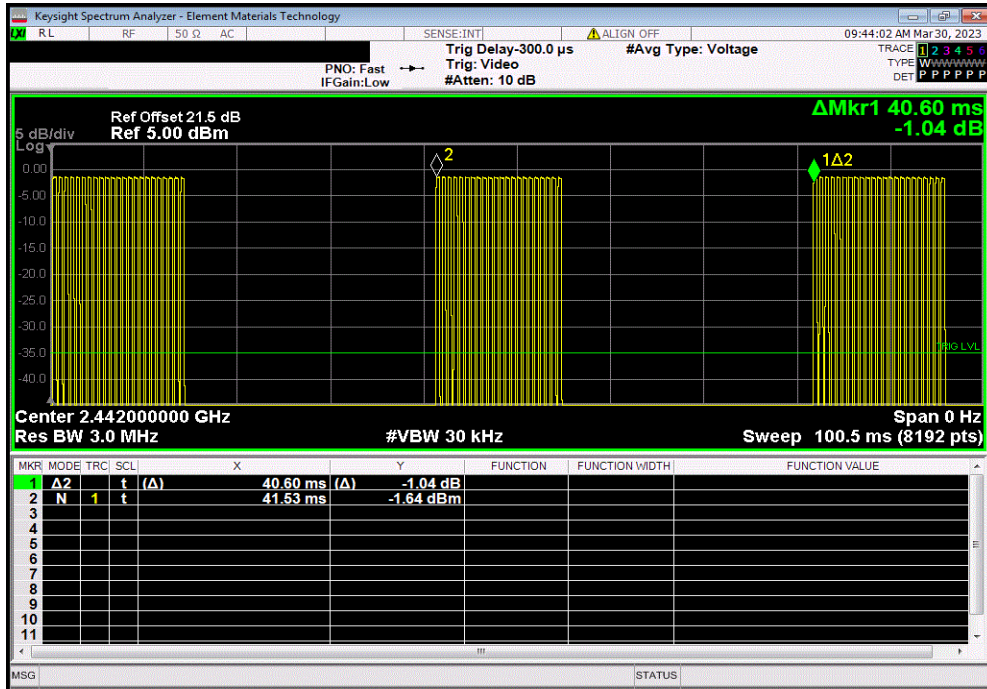 Keysight Spectrum Analyzer - Element Materials Technology
LXI RL RF 50 Ω AC SENSE:INT ALIGN OFF 09:44:02 AM Mar 30, 2023
Trig Delay-300.0 µs #Avg Type: Voltage TRACE 1 2 3 4 5 6
PNO: Fast Trig: Video TYPE WWWWWW
IFGain:Low #Atten: 10 dB DET P P P P P P
ΔMkr1 40.60 ms
-1.04 dB
Ref Offset 21.5 dB
5 dB/div Ref 5.00 dBm
Log
2
1Δ2
0.00
-5.00
-10.0
-15.0
-20.0
-25.0
-30.0
TRIG LVL
-35.0
-40.0
Center 2.442000000 GHz Span 0 Hz
Res BW 3.0 MHz #VBW 30 kHz Sweep 100.5 ms (8192 pts)
MKR MODE TRC SCL X Y FUNCTION FUNCTION WIDTH FUNCTION VALUE
1 Δ2 t (Δ) 40.60 ms (Δ) -1.04 dB
2 N 1 t 41.53 ms -1.64 dBm
3
4
5
6
7
8
9
10
11
MSG STATUS